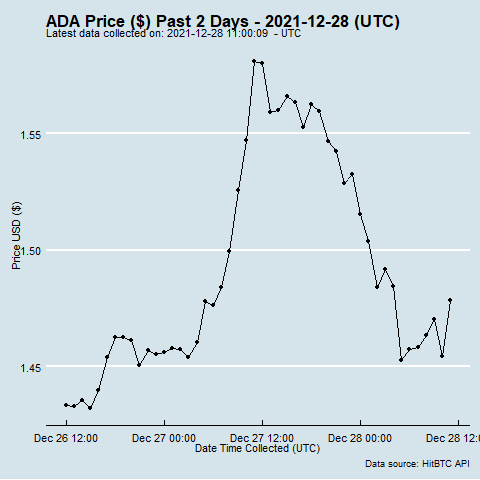 ADA Price ($) Past 2 Days - 2021-12-28 (UTC)
Latest data collected on: 2021-12-28 11:00:09 - UTC
1.55
1.50
1.45
Price USD ($)
Dec 26 12:00
Dec 27 00:00
Dec 27 12:00
Dec 28 00:00
Dec 28 12:00
Date Time Collected (UTC)
Data source: HitBTC API